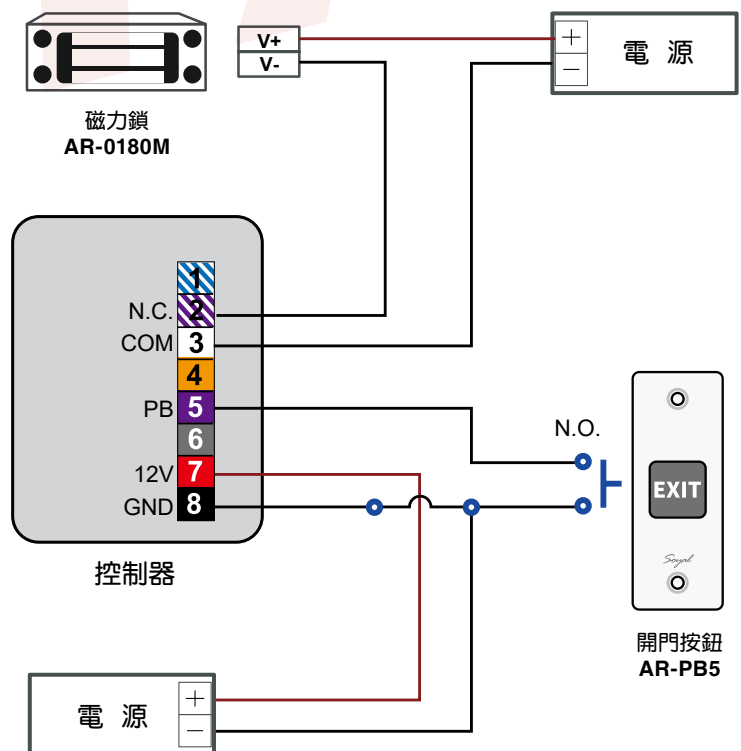 V+
V-
+
−
電 源
磁力鎖
AR-0180M
1
N.C. 2
COM 3
4
PB 5
6
12V 7
GND 8
控制器
N.O.
EXIT
Soyal
開門按鈕
AR-PB5
電 源
+
−